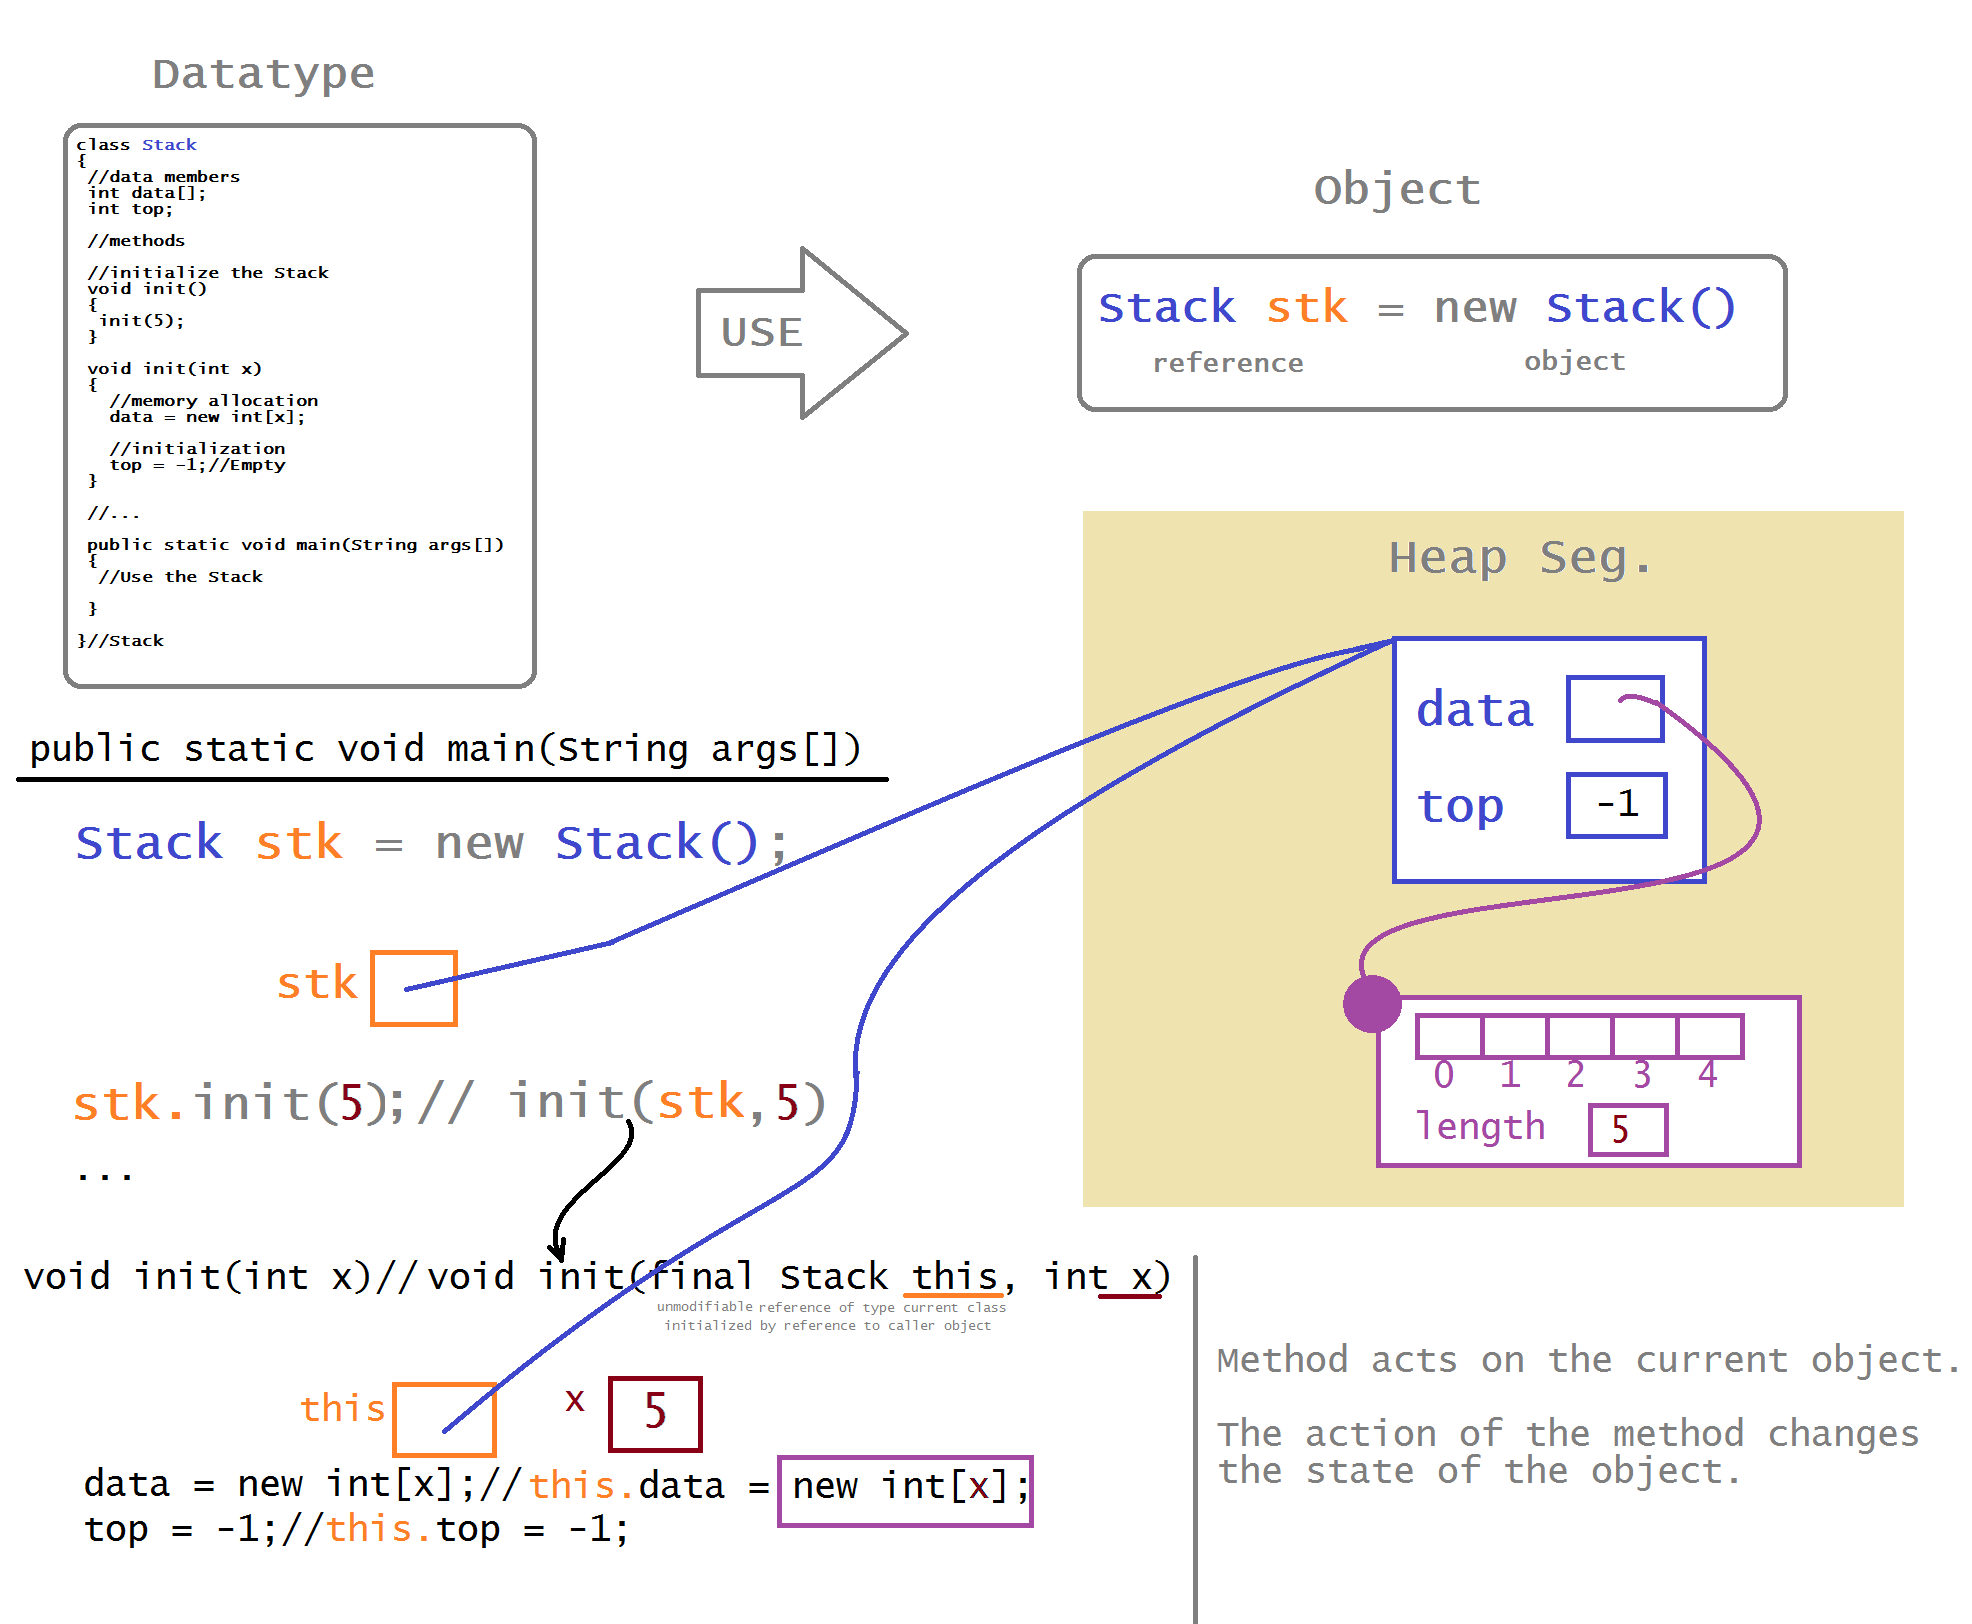 Datatype
class Stack
{
//data members
int data[];
int top;
//methods
//initialize the Stack
void init()
{
init(5);
}
void init(int x)
{
//memory allocation
data = new int[x];
//initialization
top = -1;//Empty
}
//...
public static void main(String args[])
{
//Use the Stack
}
}//Stack
USE
Object
Stack stk = new Stack()
reference object
Heap Seg.
data
top -1
0 1 2 3 4
length 5
public static void main(String args[])
Stack stk = new Stack();
stk
stk.init(5);// init(stk,5)
...
void init(int x)//void init(final Stack this, int x)
unmodifiable reference of type current class
initialized by reference to caller object
this x 5
data = new int[x];//this.data = new int[x];
top = -1;//this.top = -1;
Method acts on the current object.
The action of the method changes
the state of the object.